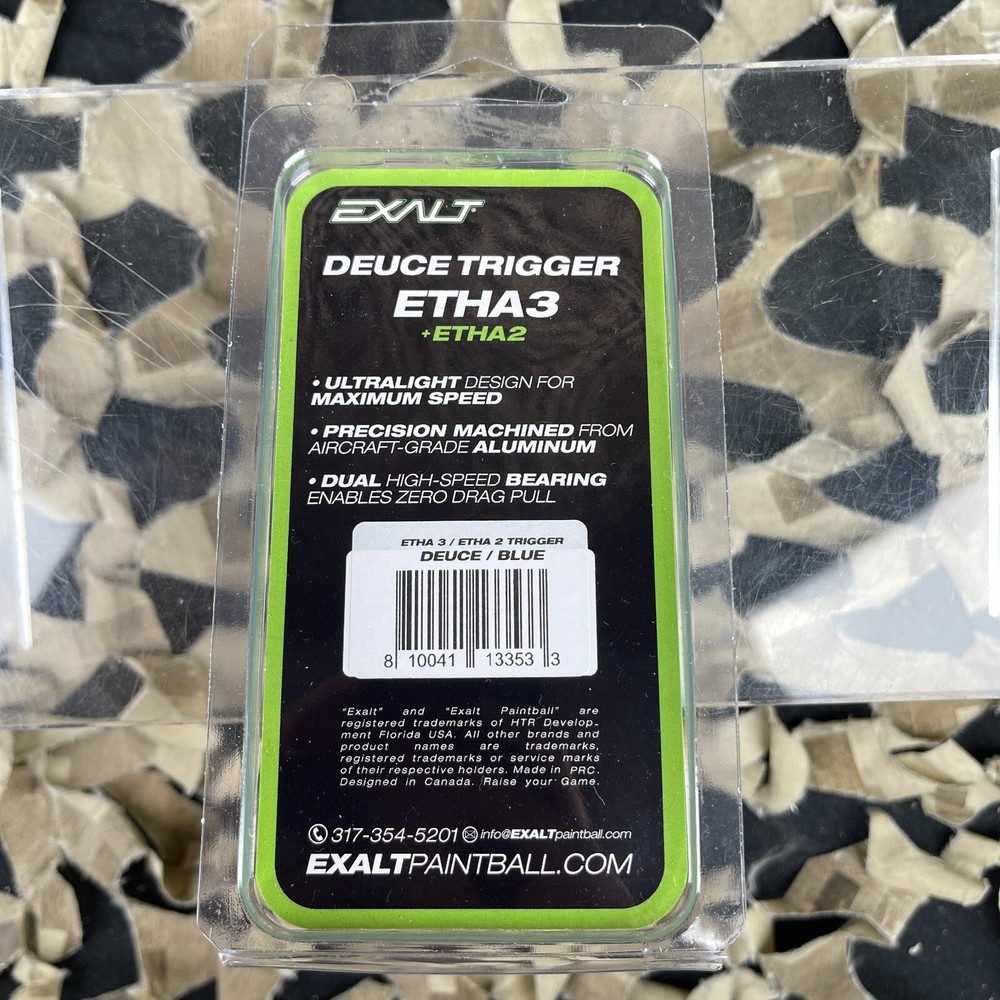 EXALT
DEUCE TRIGGER
ETHA3
+ETHA2
• ULTRALIGHT DESIGN FOR
MAXIMUM SPEED
• PRECISION MACHINED FROM
AIRCRAFT-GRADE ALUMINUM
• DUAL HIGH-SPEED BEARING
ENABLES ZERO DRAG PULL
ETHA 3 / ETHA 2 TRIGGER
DEUCE / BLUE
8 10041 13353 3
"Exalt" and "Exalt Paintball" are
registered trademarks of HTR Develop-
ment Florida USA. All other brands and
product names are trademarks,
registered trademarks or service marks
of their respective holders. Made in PRC.
Designed in Canada. Raise your Game.
317-354-5201 info@EXALTpaintball.com
EXALTPAINTBALL.COM